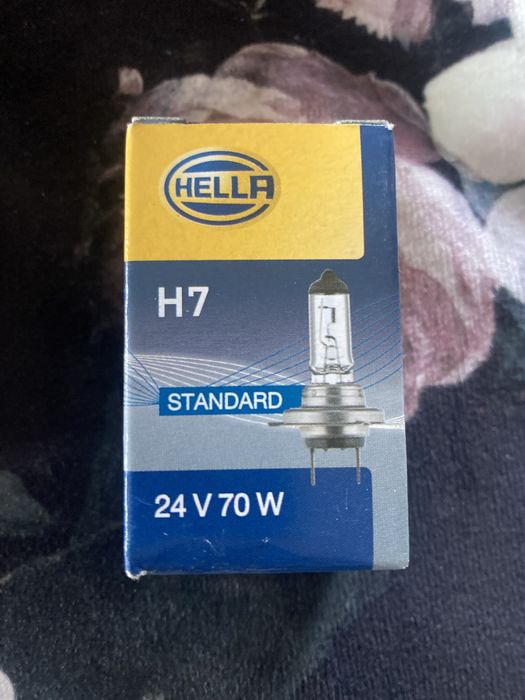 HELLA
H7
STANDARD
24 V 70 W